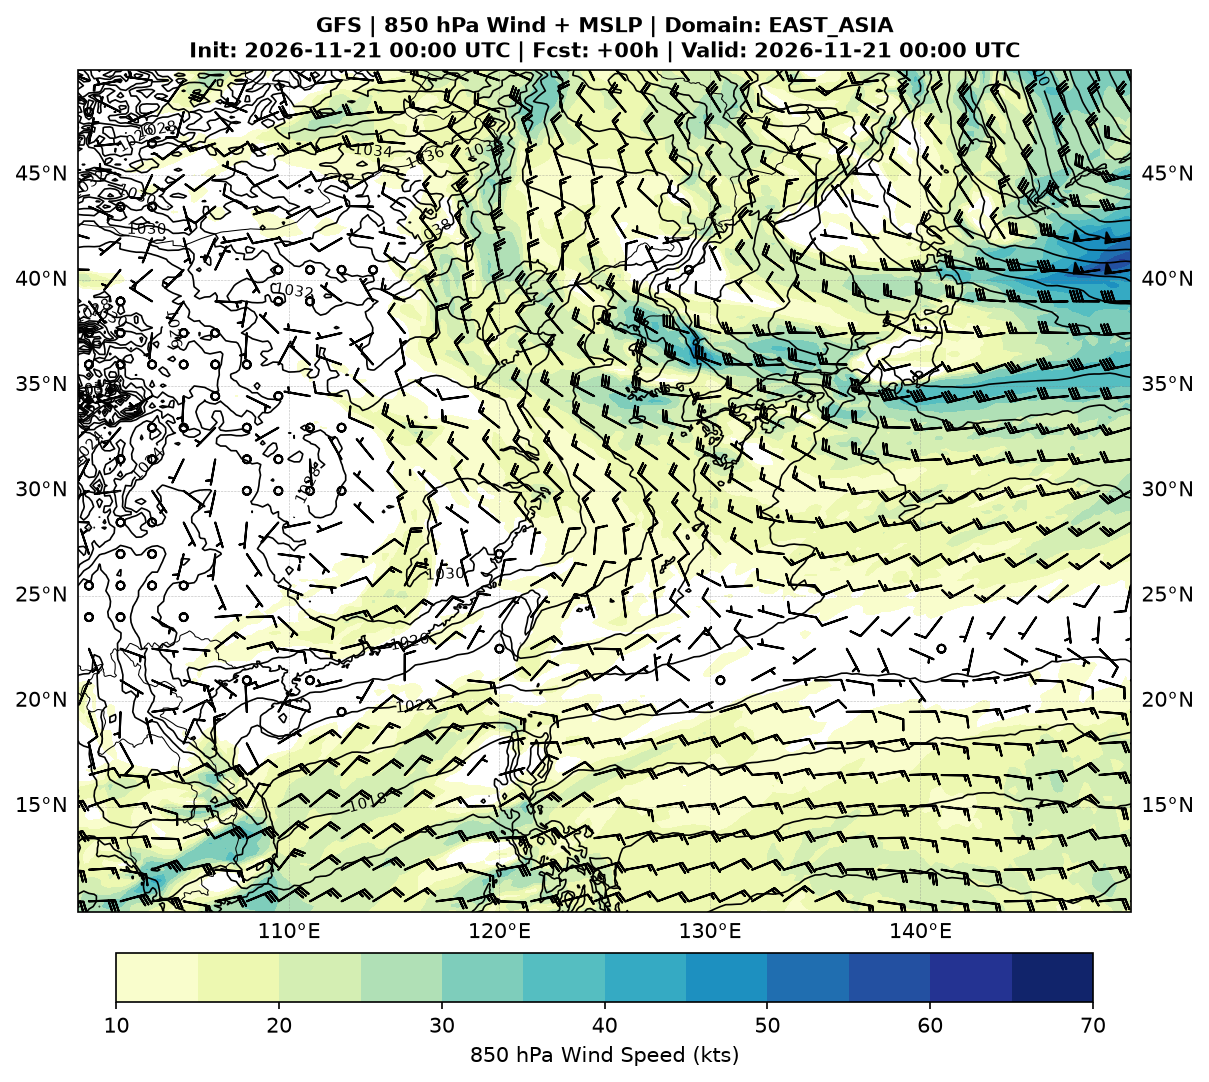 GFS | 850 hPa Wind + MSLP | Domain: EAST_ASIA
Init: 2026-11-21 00:00 UTC | Fcst: +00h | Valid: 2026-11-21 00:00 UTC
1028
1034
1036
45°N
45°N
1038
1030
40°N
40°N
1032
35°N
35°N
30°N
30°N
1030
25°N
25°N
1022
20°N
20°N
1018
15°N
15°N
110°E
120°E
130°E
140°E
10
20
30
40
50
60
70
850 hPa Wind Speed (kts)